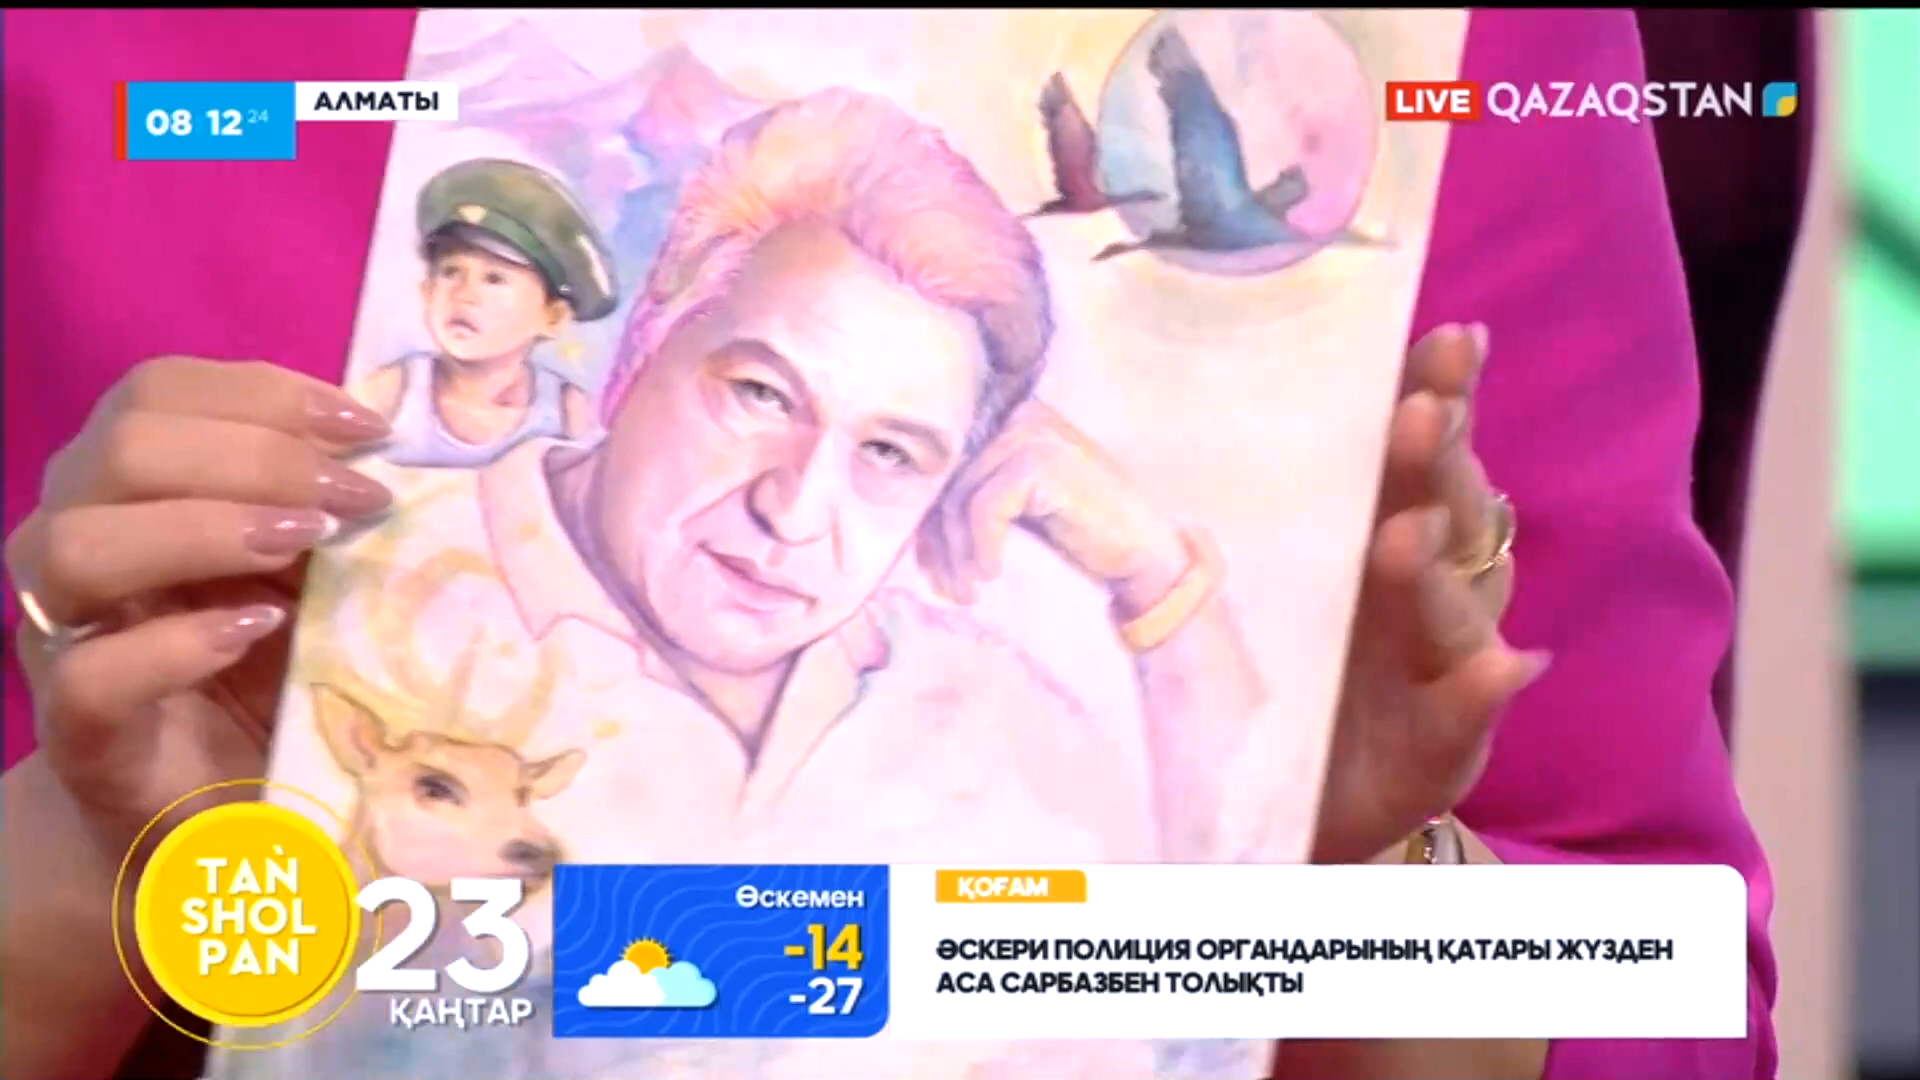 08 12 24
АЛМАТЫ
LIVE QAZAQSTAN
TAŃ
SHOL
PAN
23
ҚАҢТАР
Өскемен
-14
-27
ҚОҒАМ
ӘСКЕРИ ПОЛИЦИЯ ОРГАНДАРЫНЫҢ ҚАТАРЫ ЖҮЗДЕН
АСА САРБАЗБЕН ТОЛЫҚТЫ